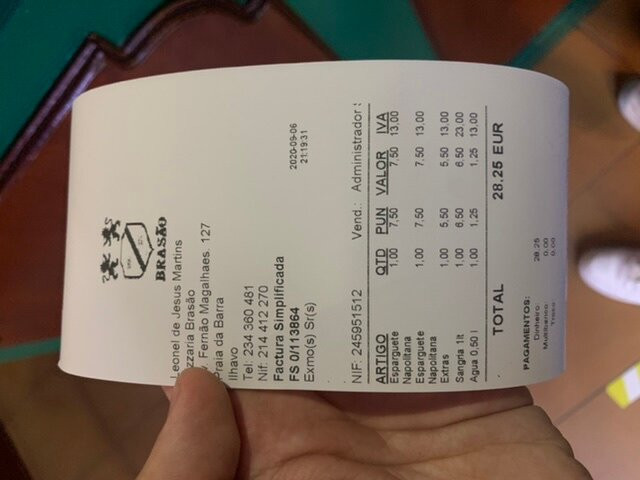 BRASÃO
Leonel de Jesus Martins
zzaria Brasão
v. Fernão Magalhaes. 127
Praia da Barra
Ilhavo
Tel: 234 360 481
Nif: 214 412 270
Factura Simplificada
FS 0/113864
2020-09-06
Exmo(s) Sr(s)
21:19:31
NIF: 245951512 Vend.: Administrador
ARTIGO QTD PUN VALOR IVA
Esparguete 1,00 7,50 7,50 13,00
Napolitana
Esparguete 1,00 7,50 7,50 13,00
Napolitana
Extras 1,00 5,50 5,50 13,00
Sangria 1lt 1,00 6,50 6,50 23,00
Agua 0,50 l 1,00 1,25 1,25 13,00
TOTAL 28.25 EUR
PAGAMENTOS:
Dinheiro 28.25
Multibanco 0.00
Troco 0.00